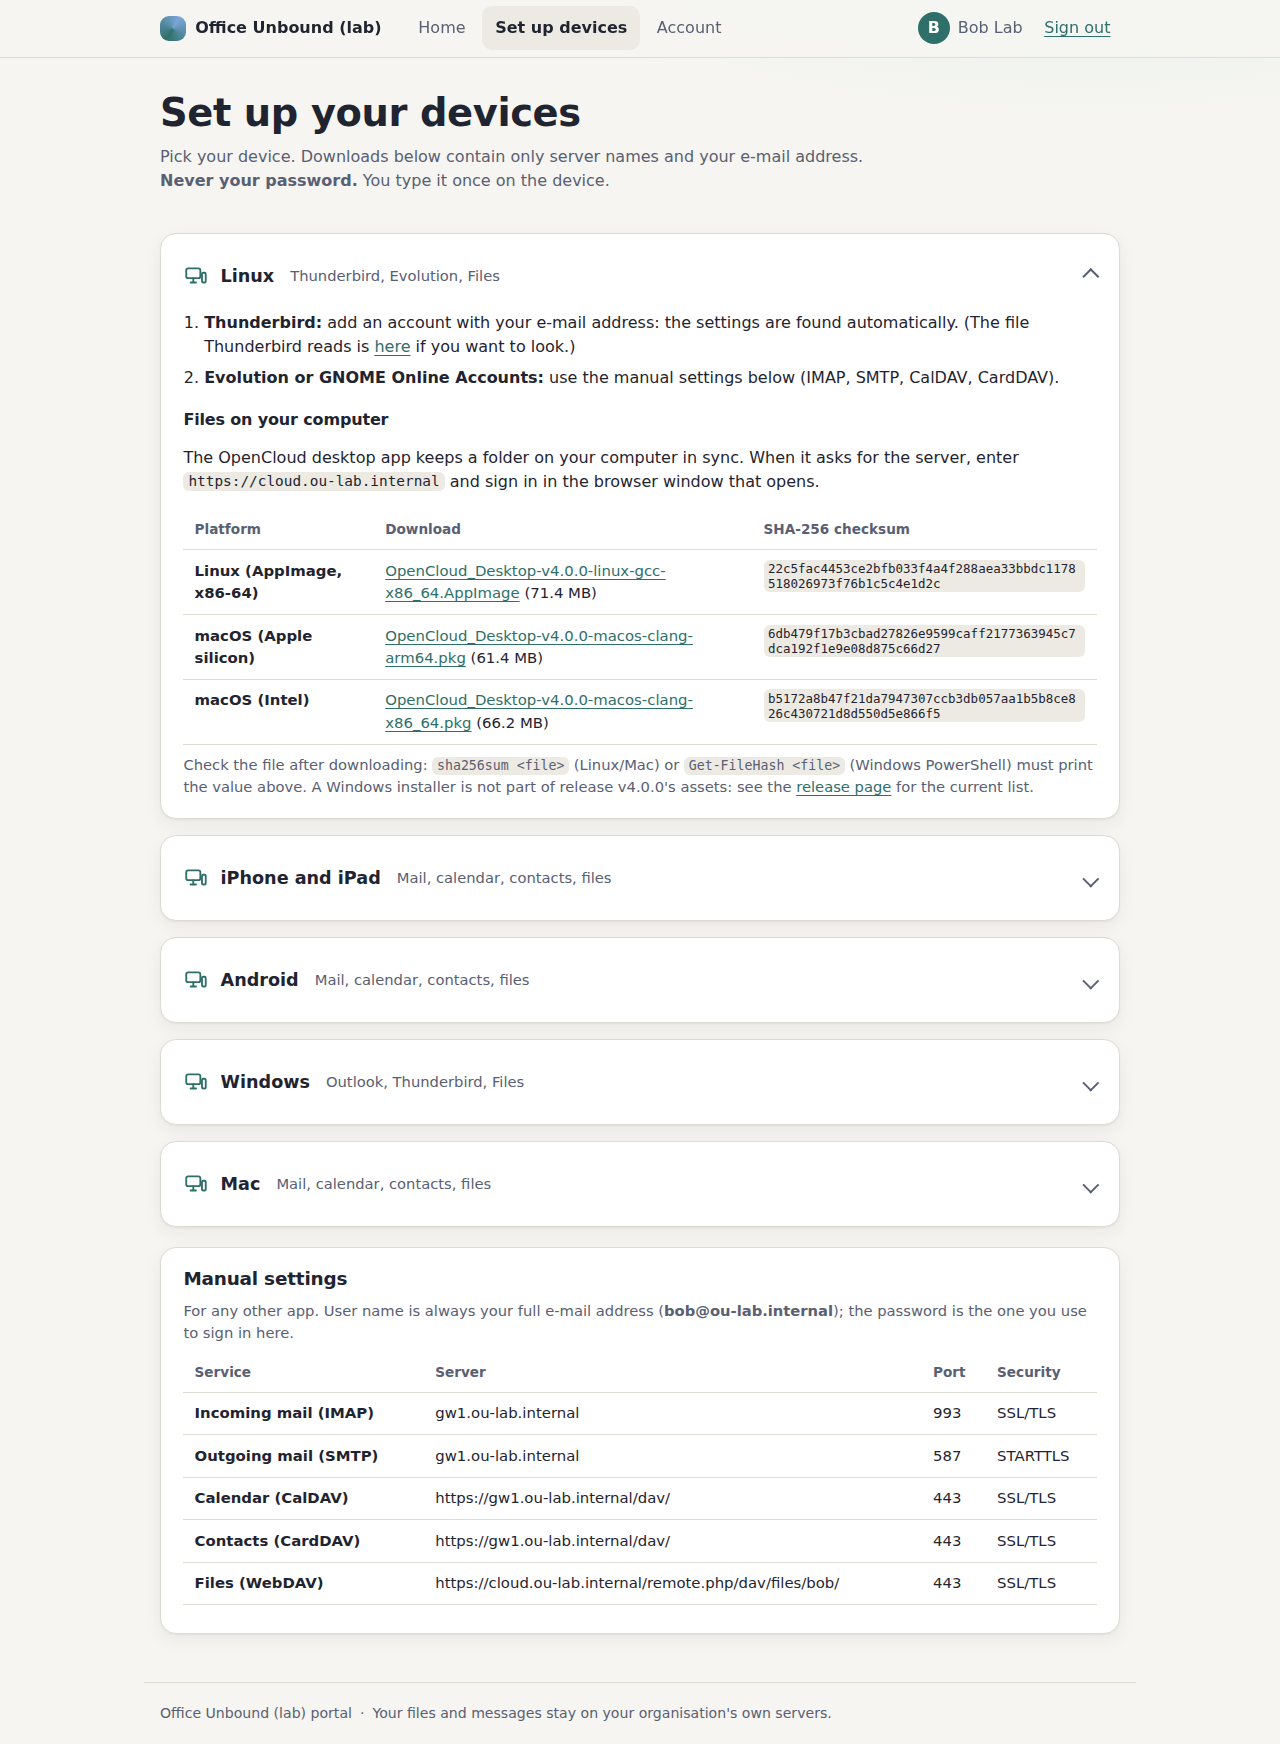 Office Unbound (lab) Home Set up devices Account B Bob Lab Sign out
Set up your devices
Pick your device. Downloads below contain only server names and your e-mail address.
Never your password. You type it once on the device.
Linux Thunderbird, Evolution, Files
1. Thunderbird: add an account with your e-mail address: the settings are found automatically. (The file
Thunderbird reads is here if you want to look.)
2. Evolution or GNOME Online Accounts: use the manual settings below (IMAP, SMTP, CalDAV, CardDAV).
Files on your computer
The OpenCloud desktop app keeps a folder on your computer in sync. When it asks for the server, enter
https://cloud.ou-lab.internal and sign in in the browser window that opens.
Platform Download SHA-256 checksum
Linux (AppImage, OpenCloud_Desktop-v4.0.0-linux-gcc- 22c5fac4453ce2bfb033f4a4f288aea33bbdc1178
x86-64) x86_64.AppImage (71.4 MB) 518026973f76b1c5c4e1d2c
macOS (Apple OpenCloud_Desktop-v4.0.0-macos-clang- 6db479f17b3cbad27826e9599caff2177363945c7
silicon) arm64.pkg (61.4 MB) dca192f1e9e08d875c66d27
macOS (Intel) OpenCloud_Desktop-v4.0.0-macos-clang- b5172a8b47f21da7947307ccb3db057aa1b5b8ce8
x86_64.pkg (66.2 MB) 26c430721d8d550d5e866f5
Check the file after downloading: sha256sum <file> (Linux/Mac) or Get-FileHash <file> (Windows PowerShell) must print
the value above. A Windows installer is not part of release v4.0.0's assets: see the release page for the current list.
iPhone and iPad Mail, calendar, contacts, files
Android Mail, calendar, contacts, files
Windows Outlook, Thunderbird, Files
Mac Mail, calendar, contacts, files
Manual settings
For any other app. User name is always your full e-mail address (bob@ou-lab.internal); the password is the one you use
to sign in here.
Service Server Port Security
Incoming mail (IMAP) gw1.ou-lab.internal 993 SSL/TLS
Outgoing mail (SMTP) gw1.ou-lab.internal 587 STARTTLS
Calendar (CalDAV) https://gw1.ou-lab.internal/dav/ 443 SSL/TLS
Contacts (CardDAV) https://gw1.ou-lab.internal/dav/ 443 SSL/TLS
Files (WebDAV) https://cloud.ou-lab.internal/remote.php/dav/files/bob/ 443 SSL/TLS
Office Unbound (lab) portal · Your files and messages stay on your organisation's own servers.